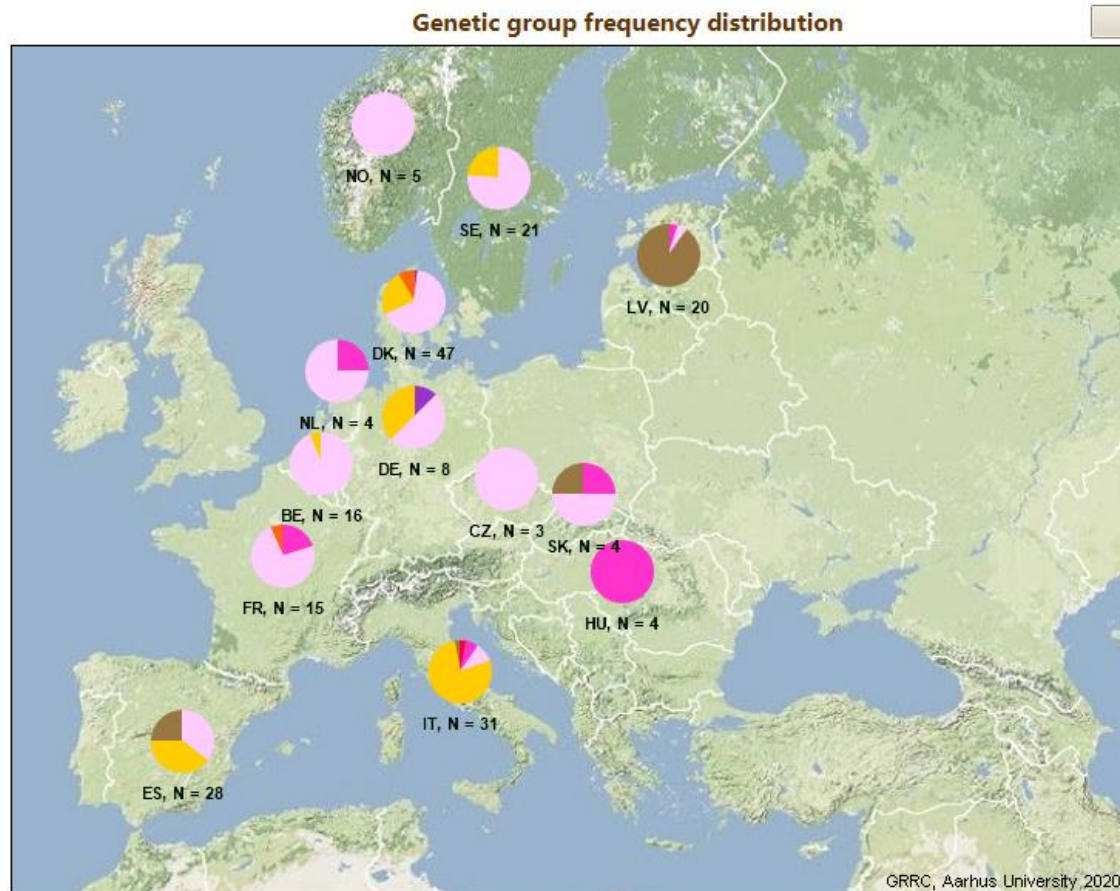 Genetic group frequency distribution
NO, N = 5
SE, N = 21
LV, N = 20
DK, N = 47
NL, N = 4
DE, N = 8
BE, N = 16
CZ, N = 3
SK, N = 4
FR, N = 15
HU, N = 4
IT, N = 31
ES, N = 28
GRRC, Aarhus University 2020